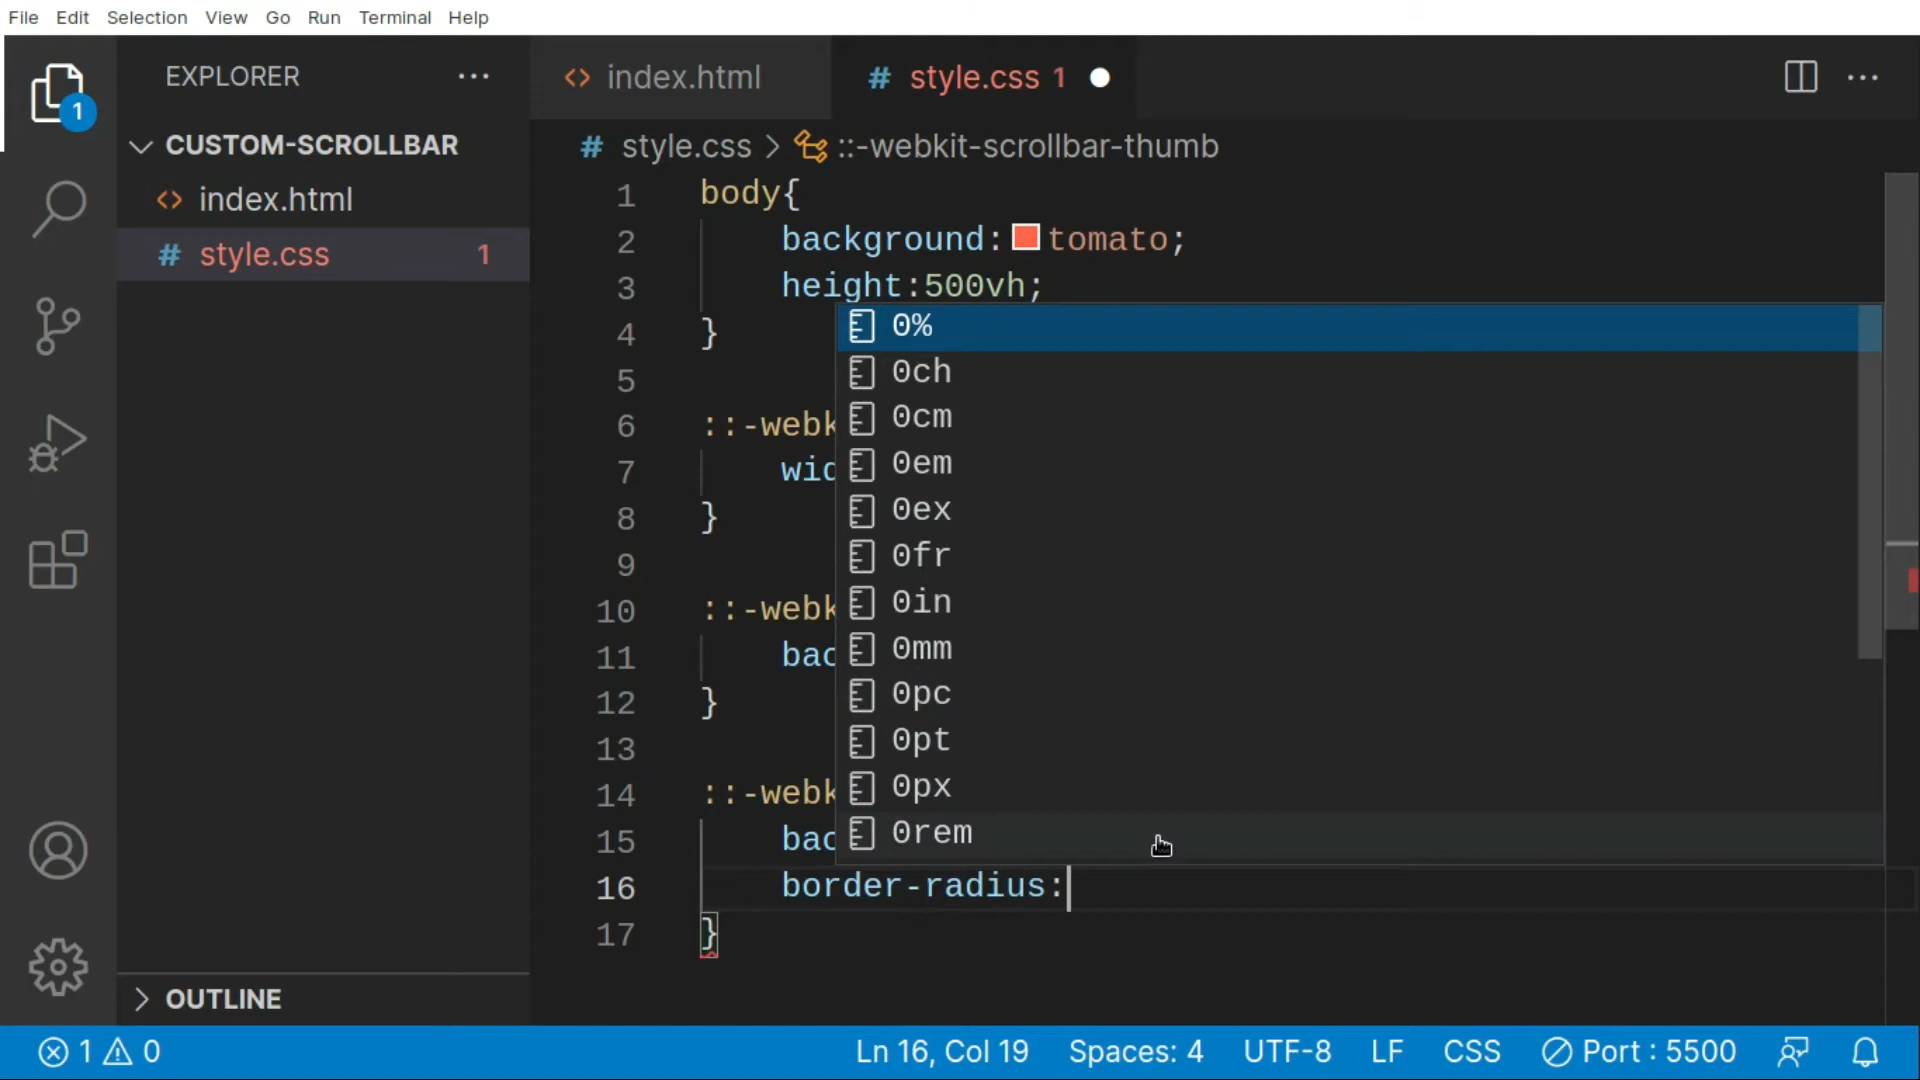 File Edit Selection View Go Run Terminal Help
EXPLORER ...
index.html
# style.css 1
...
CUSTOM-SCROLLBAR
index.html
# style.css 1
1
# style.css > ::-webkit-scrollbar-thumb
1 body{
2 background: tomato;
3 height:500vh;
4 }
5
6 ::-webk
7 wid
8 }
9
10 ::-webk
11 bac
12 }
13
14 ::-webk
15 bac
16 border-radius:
17 }
0%
0ch
0cm
0em
0ex
0fr
0in
0mm
0pc
0pt
0px
0rem
OUTLINE
1 0 Ln 16, Col 19 Spaces: 4 UTF-8 LF CSS Port : 5500